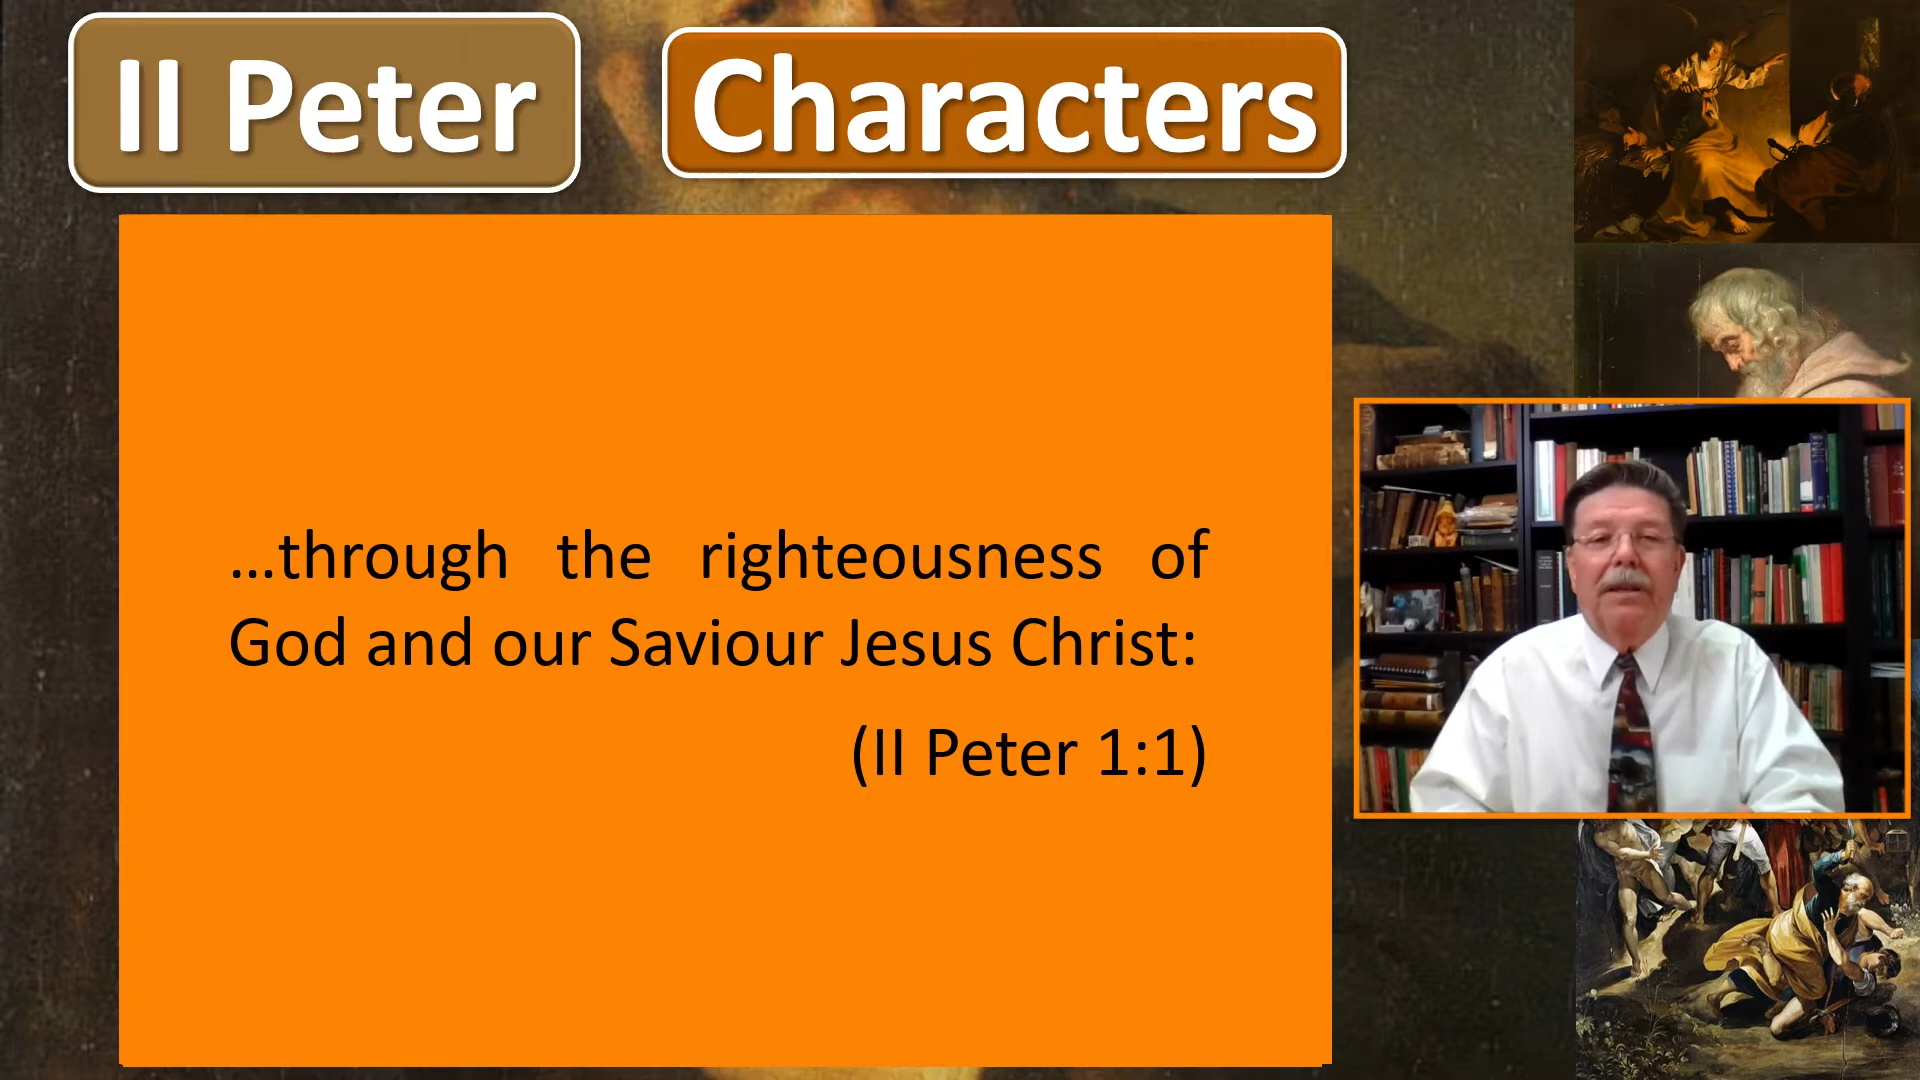 II Peter
Characters
...through the righteousness of
God and our Saviour Jesus Christ:
(II Peter 1:1)